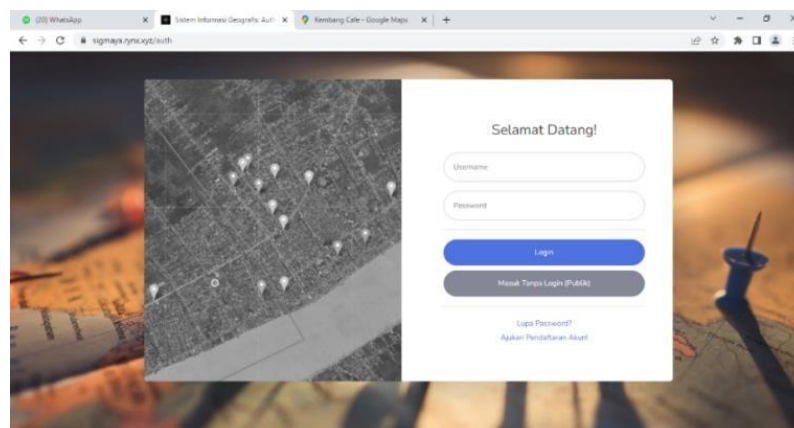 (20) WhatsApp
Sistem Informasi Geografis: Auth
Kembang Cafe - Google Maps
sigmaya.rynx.xyz/auth
Selamat Datang!
Username
Password
Login
Masuk Tanpa Login (Publik)
Lupa Password?
Ajukan Pendaftaran Akun!